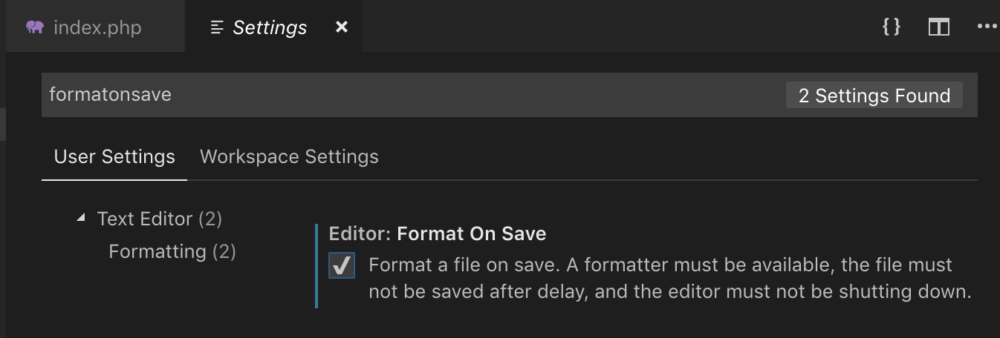 index.php
Settings
formatonsave
2 Settings Found
User Settings
Workspace Settings
Text Editor (2)
Formatting (2)
Editor: Format On Save
Format a file on save. A formatter must be available, the file must
not be saved after delay, and the editor must not be shutting down.